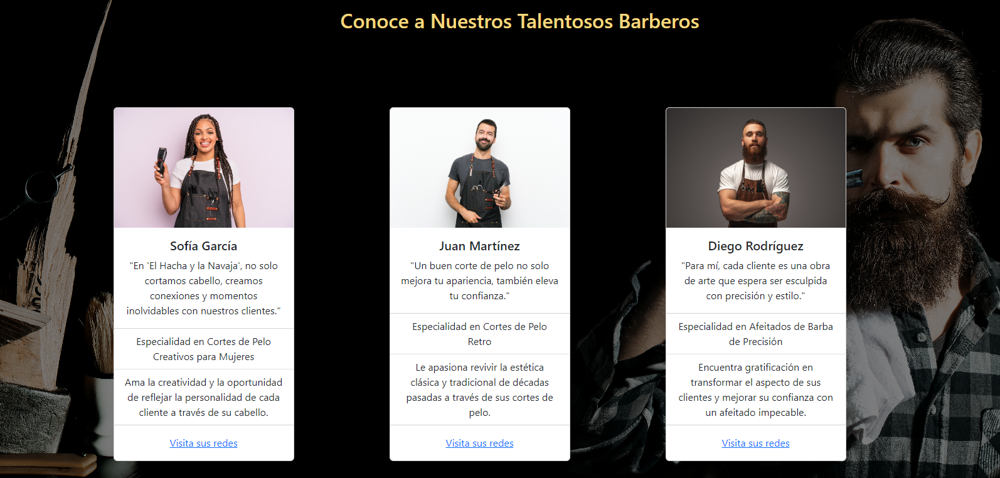 Conoce a Nuestros Talentosos Barberos
Sofía García
"En 'El Hacha y la Navaja', no solo
cortamos cabello, creamos
conexiones y momentos
inolvidables con nuestros clientes."
Especialidad en Cortes de Pelo
Creativos para Mujeres
Ama la creatividad y la oportunidad
de reflejar la personalidad de cada
cliente a través de su cabello.
Visita sus redes
Juan Martínez
"Un buen corte de pelo no solo
mejora tu apariencia, también eleva
tu confianza."
Especialidad en Cortes de Pelo
Retro
Le apasiona revivir la estética
clásica y tradicional de décadas
pasadas a través de sus cortes de
pelo.
Visita sus redes
Diego Rodríguez
"Para mí, cada cliente es una obra
de arte que espera ser esculpida
con precisión y estilo."
Especialidad en Afeitados de Barba
de Precisión
Encuentra gratificación en
transformar el aspecto de sus
clientes y mejorar su confianza con
un afeitado impecable.
Visita sus redes